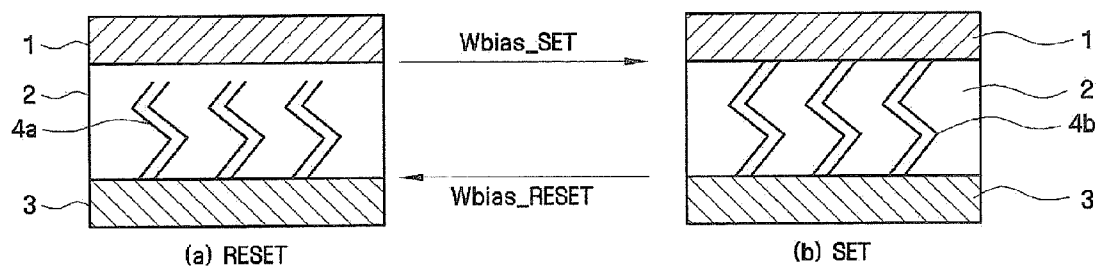 1
2
4a
3
Wbias_SET
Wbias_RESET
1
2
4b
3
(a) RESET
(b) SET